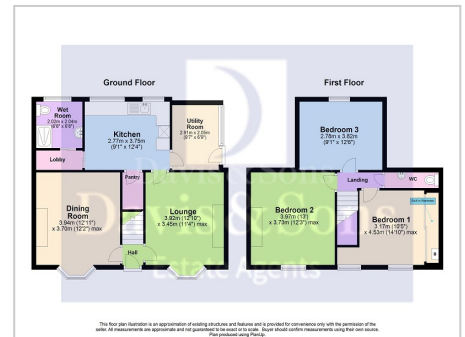 Ground Floor
First Floor
Wet
Room
2.02m x 2.04m
(6'8" x 6'8")
Kitchen
2.77m x 3.75m
(9'1" x 12'4")
Utility
Room
Lobby
Pantry
Dining
Room
3.94m (12'11")
x 3.70m (12'2") max
Lounge
3.92m (12'10")
x 3.45m (11'4") max
Hall
Bedroom 3
2.78m x 3.82m
(9'1" x 12'6")
Landing
WC
Bedroom 2
3.97m (13')
x 3.73m (12'3") max
Bedroom 1
3.17m (10'5")
x 4.53m (14'10") max
Davis & Sons
Estate Agents
This floor plan illustration is an approximation of existing structures and features and is provided for convenience only with the permission of the
seller. All measurements are approximate and not guaranteed to be exact or to scale. Buyer should confirm measurements using their own source.
Plan produced using PlanUp.